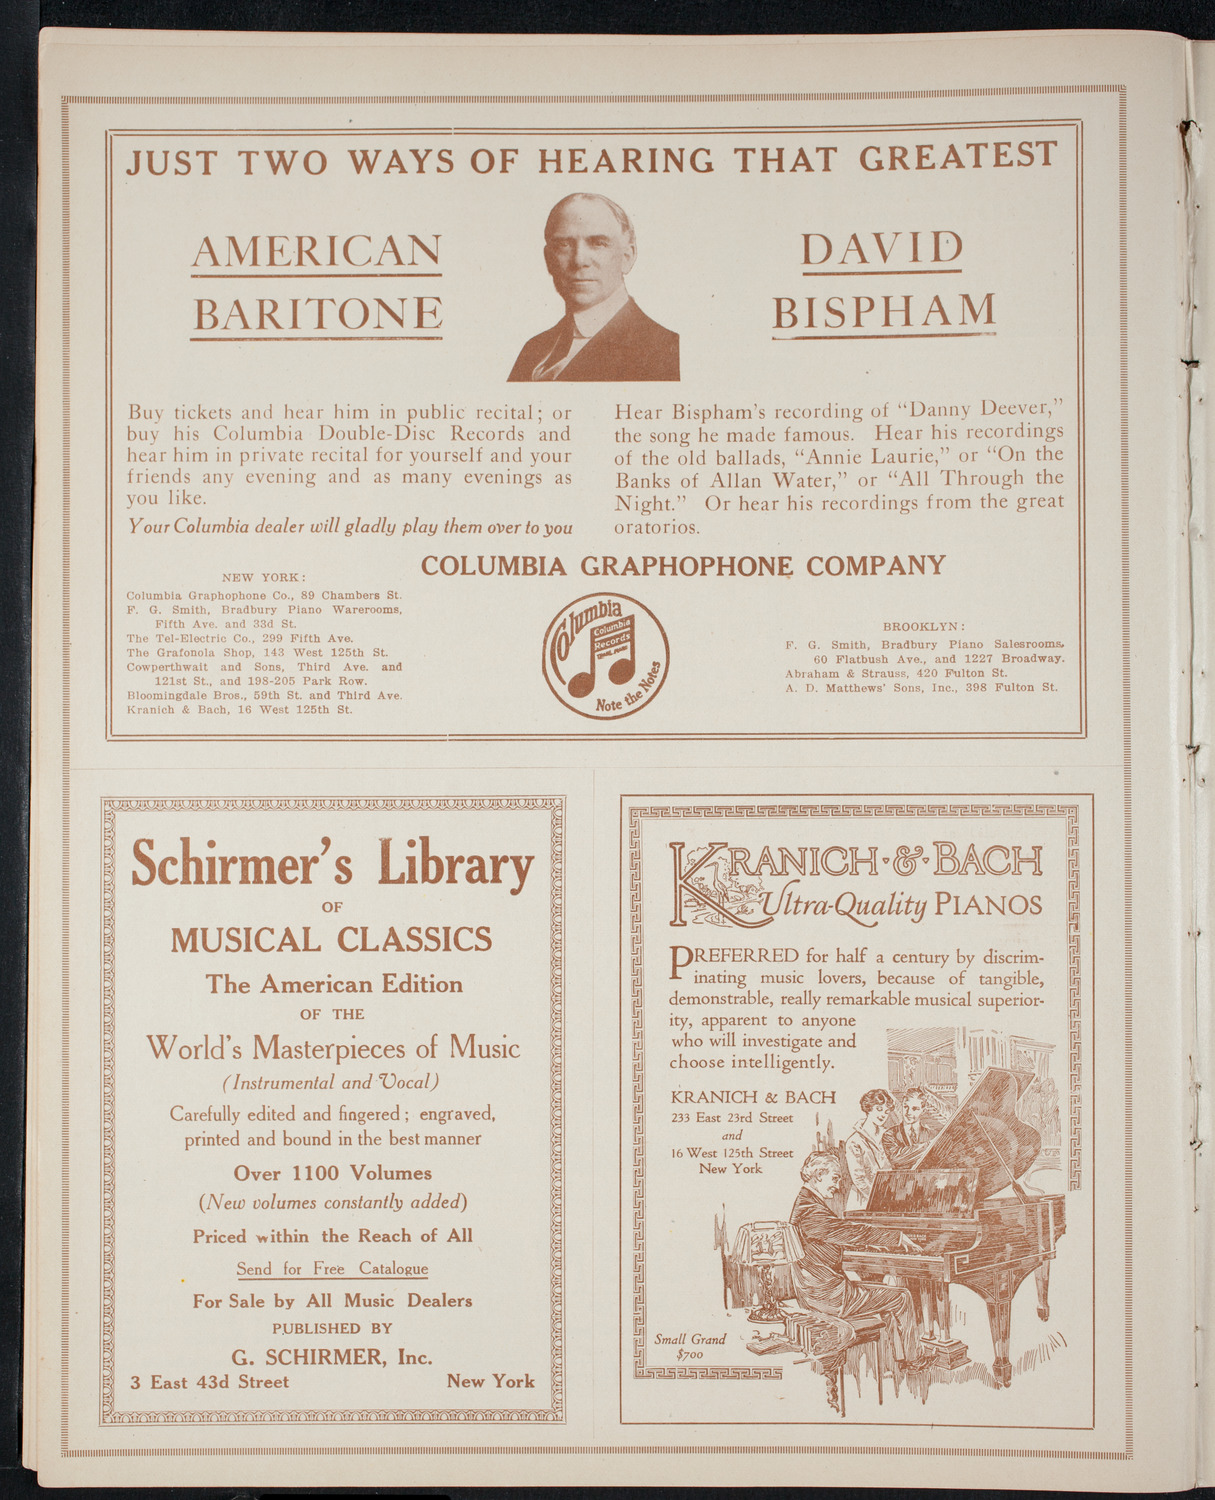 JUST TWO WAYS OF HEARING THAT GREATEST
AMERICAN
BARITONE
DAVID
BISPHAM
Buy tickets and hear him in public recital; or
buy his Columbia Double-Disc Records and
hear him in private recital for yourself and your
friends any evening and as many evenings as
you like.
Your Columbia dealer will gladly play them over to you
Hear Bispham's recording of "Danny Deever,"
the song he made famous. Hear his recordings
of the old ballads, "Annie Laurie," or "On the
Banks of Allan Water," or "All Through the
Night." Or hear his recordings from the great
oratorios.
COLUMBIA GRAPHOPHONE COMPANY
NEW YORK:
Columbia Graphophone Co., 89 Chambers St.
F. G. Smith, Bradbury Piano Warerooms,
Fifth Ave. and 33d St.
The Tel-Electric Co., 299 Fifth Ave.
The Grafonola Shop, 143 West 125th St.
Cowperthwait and Sons, Third Ave. and
121st St., and 198-205 Park Row.
Bloomingdale Bros., 59th St. and Third Ave.
Kranich & Bach, 16 West 125th St.
Columbia
Columbia
Records
Note the Notes
BROOKLYN:
F. G. Smith, Bradbury Piano Salesrooms,
60 Flatbush Ave., and 1227 Broadway.
Abraham & Strauss, 420 Fulton St.
A. D. Matthews' Sons, Inc., 398 Fulton St.
Schirmer's Library
OF
MUSICAL CLASSICS
The American Edition
OF THE
World's Masterpieces of Music
(Instrumental and Vocal)
Carefully edited and fingered; engraved,
printed and bound in the best manner
Over 1100 Volumes
(New volumes constantly added)
Priced within the Reach of All
Send for Free Catalogue
For Sale by All Music Dealers
PUBLISHED BY
G. SCHIRMER, Inc.
3 East 43d Street New York
KRANICH & BACH
Ultra-Quality PIANOS
PREFERRED for half a century by discrim-
inating music lovers, because of tangible,
demonstrable, really remarkable musical superior-
ity, apparent to anyone
who will investigate and
choose intelligently.
KRANICH & BACH
233 East 23rd Street
and
16 West 125th Street
New York
Small Grand
$700